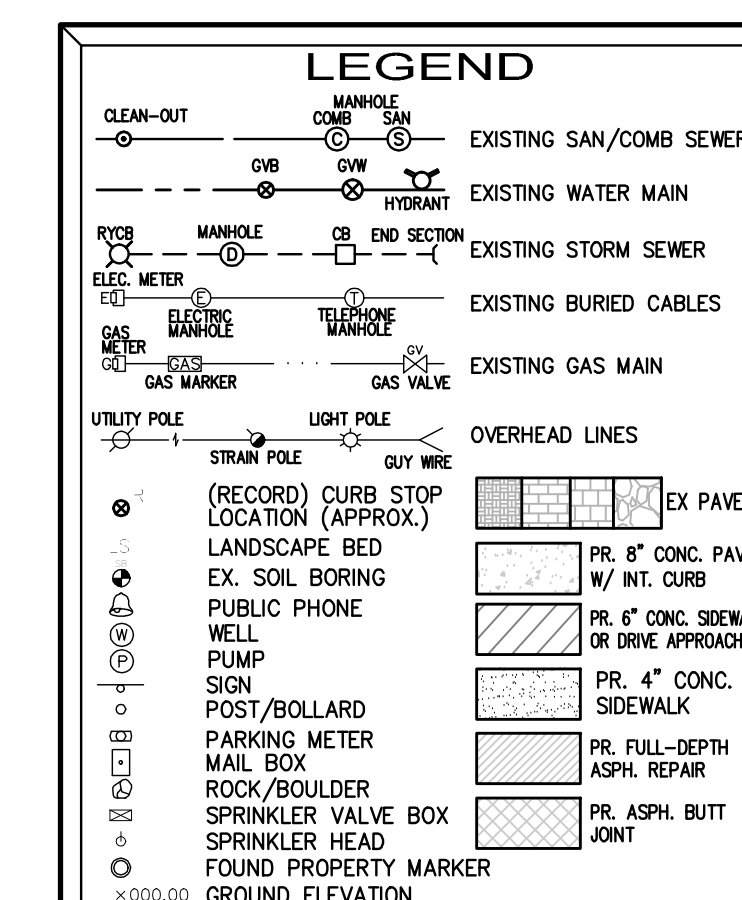 LEGEND
MANHOLE
CLEAN-OUT COMB SAN
C S EXISTING SAN/COMB SEWER
GVB GVW
EXISTING WATER MAIN
HYDRANT
RYCB MANHOLE CB END SECTION
D EXISTING STORM SEWER
ELEC. METER
E E T EXISTING BURIED CABLES
ELECTRIC MANHOLE
TELEPHONE MANHOLE
GAS METER
GV
G GAS EXISTING GAS MAIN
GAS MARKER GAS VALVE
UTILITY POLE LIGHT POLE
OVERHEAD LINES
STRAIN POLE GUY WIRE
(RECORD) CURB STOP
LOCATION (APPROX.)
_S LANDSCAPE BED
SB
EX. SOIL BORING
PUBLIC PHONE
W WELL
P PUMP
SIGN
POST/BOLLARD
PARKING METER
MAIL BOX
ROCK/BOULDER
SPRINKLER VALVE BOX
SPRINKLER HEAD
FOUND PROPERTY MARKER
×000.00 GROUND ELEVATION
EX PAVE
PR. 8" CONC. PAV
W/ INT. CURB
PR. 6" CONC. SIDEWA
OR DRIVE APPROACH
PR. 4" CONC.
SIDEWALK
PR. FULL-DEPTH
ASPH. REPAIR
PR. ASPH. BUTT
JOINT